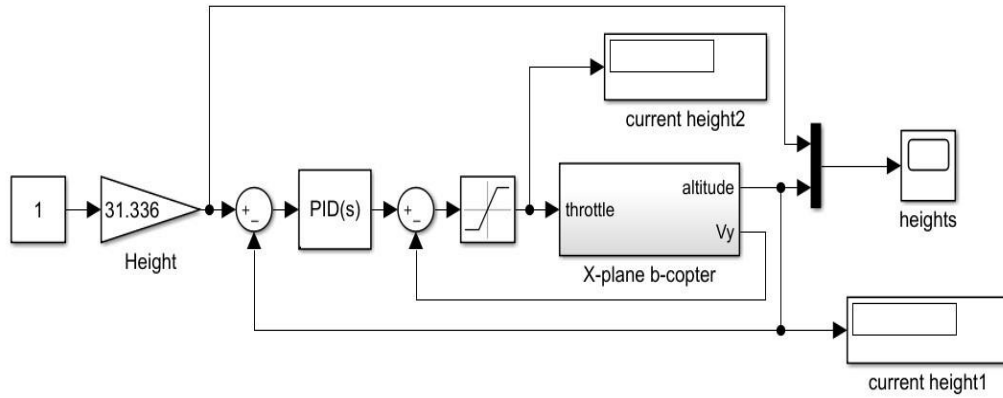 current height2
1
31.336
Height
+
−
PID(s)
+
−
throttle
altitude
Vy
X-plane b-copter
heights
current height1